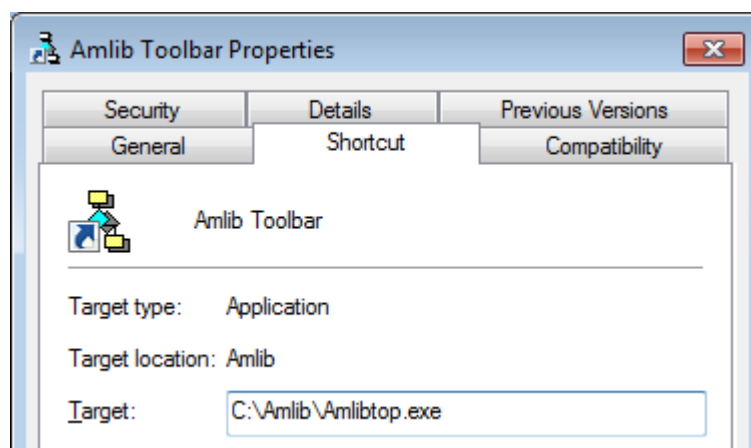 Amlib Toolbar Properties
Security Details Previous Versions
General Shortcut Compatibility
Amlib Toolbar
Target type: Application
Target location: Amlib
Target: C:\Amlib\Amlibtop.exe